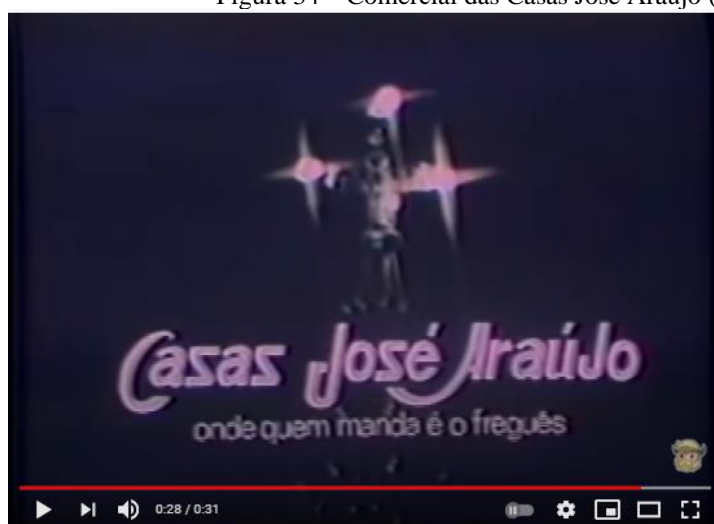 Figura 34 – Comercial das Casas José Araújo (
Casas José Araújo
onde quem manda é o freguês
0:28 / 0:31